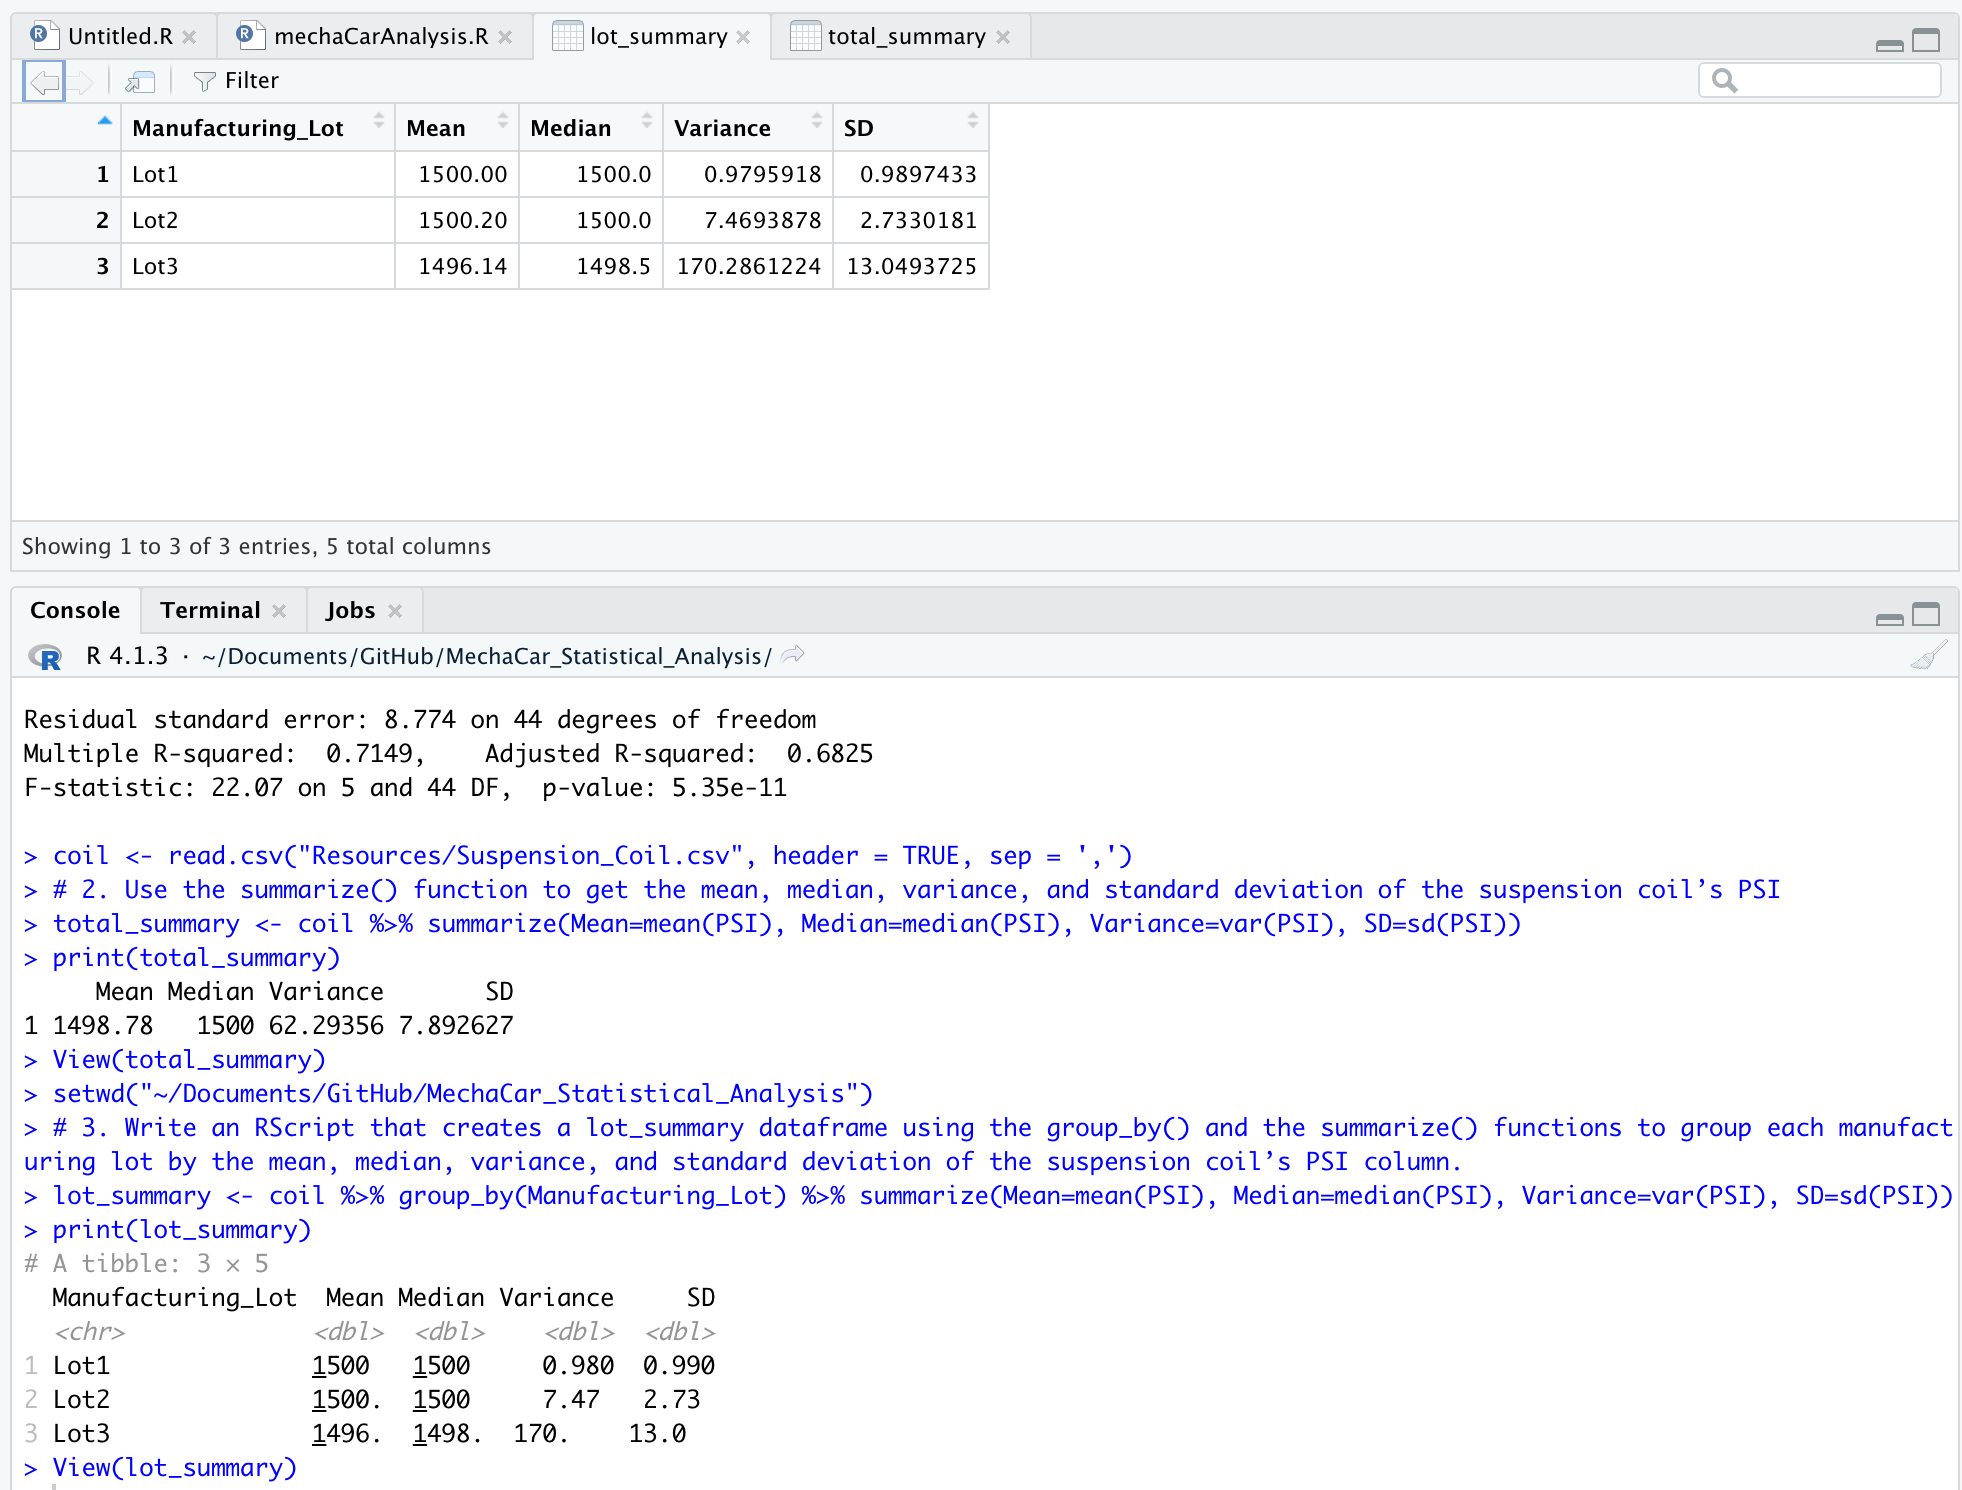 Untitled.R mechaCarAnalysis.R lot_summary total_summary
Filter
Manufacturing_Lot Mean Median Variance SD
1 Lot1 1500.00 1500.0 0.9795918 0.9897433
2 Lot2 1500.20 1500.0 7.4693878 2.7330181
3 Lot3 1496.14 1498.5 170.2861224 13.0493725
Showing 1 to 3 of 3 entries, 5 total columns
Console Terminal Jobs
R R 4.1.3 · ~/Documents/GitHub/MechaCar_Statistical_Analysis/
Residual standard error: 8.774 on 44 degrees of freedom
Multiple R-squared:  0.7149,    Adjusted R-squared:  0.6825
F-statistic: 22.07 on 5 and 44 DF,  p-value: 5.35e-11
> coil <- read.csv("Resources/Suspension_Coil.csv", header = TRUE, sep = ',')
> # 2. Use the summarize() function to get the mean, median, variance, and standard deviation of the suspension coil’s PSI
> total_summary <- coil %>% summarize(Mean=mean(PSI), Median=median(PSI), Variance=var(PSI), SD=sd(PSI))
> print(total_summary)
     Mean Median Variance       SD
1 1498.78   1500 62.29356 7.892627
> View(total_summary)
> setwd("~/Documents/GitHub/MechaCar_Statistical_Analysis")
> # 3. Write an RScript that creates a lot_summary dataframe using the group_by() and the summarize() functions to group each manufact
uring lot by the mean, median, variance, and standard deviation of the suspension coil’s PSI column.
> lot_summary <- coil %>% group_by(Manufacturing_Lot) %>% summarize(Mean=mean(PSI), Median=median(PSI), Variance=var(PSI), SD=sd(PSI))
> print(lot_summary)
# A tibble: 3 × 5
  Manufacturing_Lot  Mean Median Variance     SD
  <chr>             <dbl>  <dbl>    <dbl>  <dbl>
1 Lot1              1500   1500     0.980  0.990
2 Lot2              1500.  1500     7.47   2.73
3 Lot3              1496.  1498.  170.    13.0
> View(lot_summary)